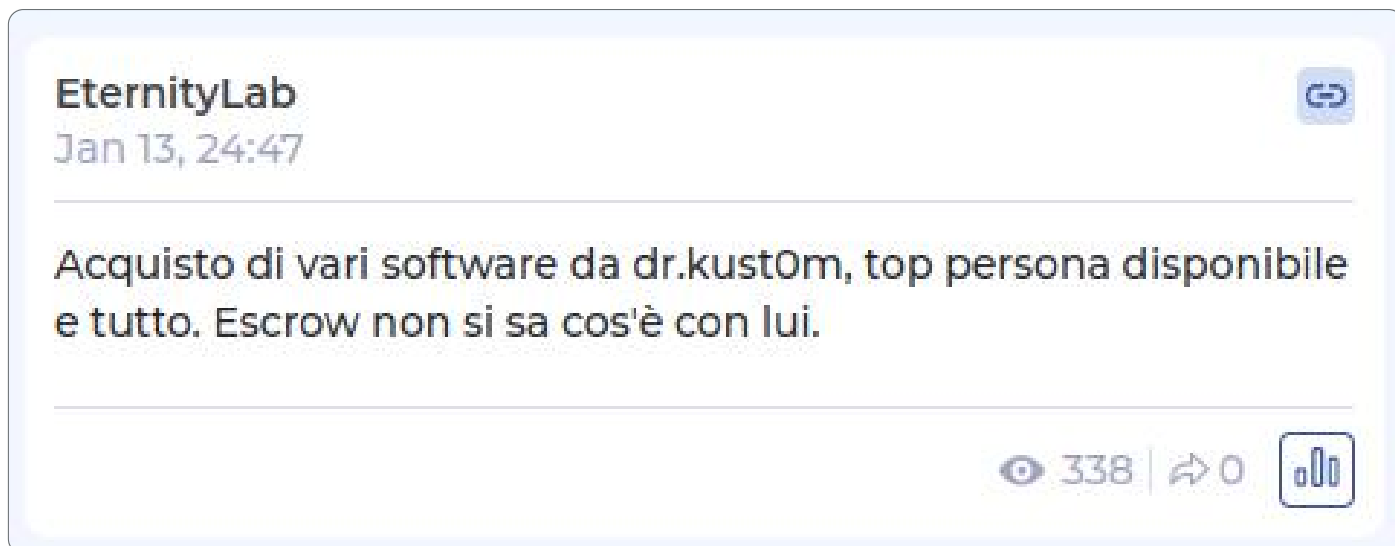 EternityLab
Jan 13, 24:47
Acquisto di vari software da dr.kust0m, top persona disponibile
e tutto. Escrow non si sa cos'è con lui.
338
0